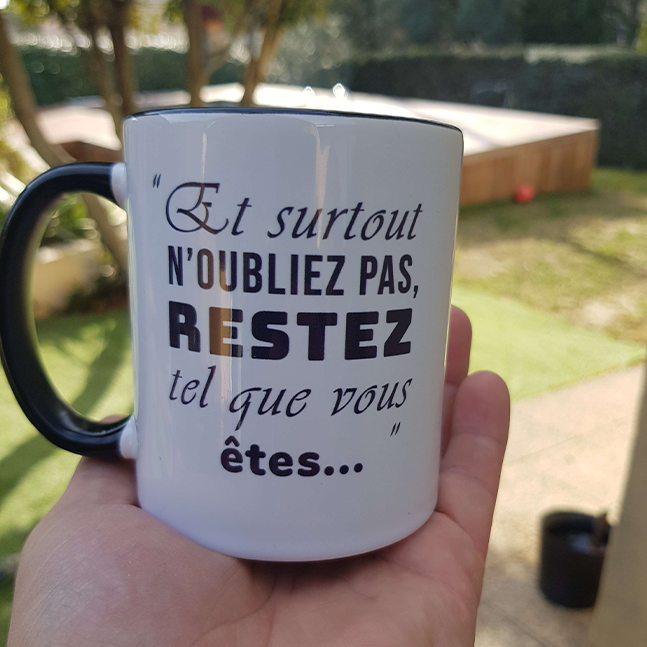 "Et surtout
N'OUBLIEZ PAS,
RESTEZ
tel que vous
êtes..."